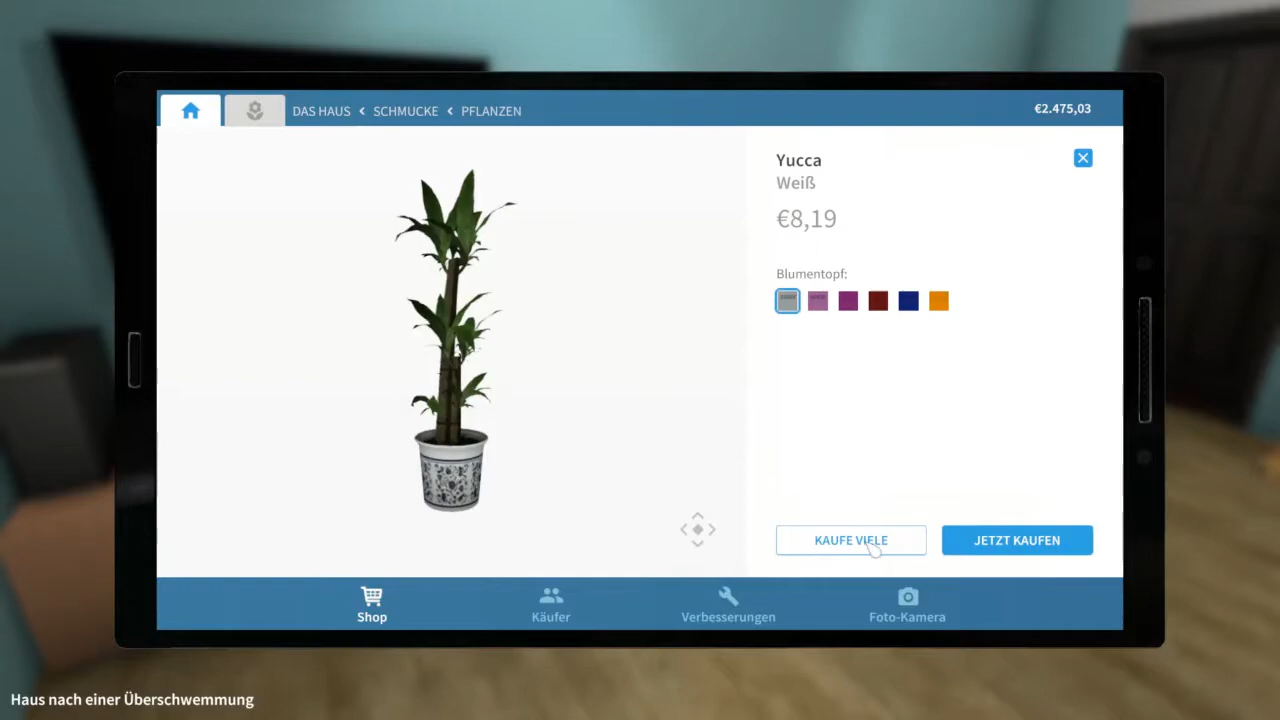 DAS HAUS < SCHMUCKE < PFLANZEN
€2.475,03
Yucca
Weiß
€8,19
Blumentopf:
KAUFE VIELE
JETZT KAUFEN
Shop
Käufer
Verbesserungen
Foto-Kamera
Haus nach einer Überschwemmung